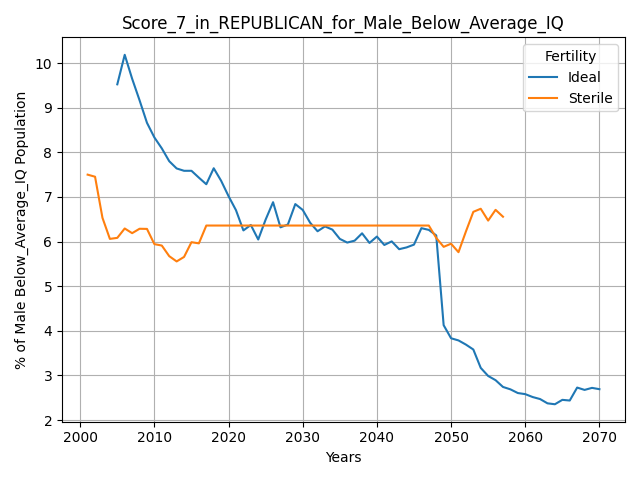 Score_7_in_REPUBLICAN_for_Male_Below_Average_IQ
Fertility
Ideal
Sterile
% of Male Below_Average_IQ Population
10
9
8
7
6
5
4
3
2
2000 2010 2020 2030 2040 2050 2060 2070
Years